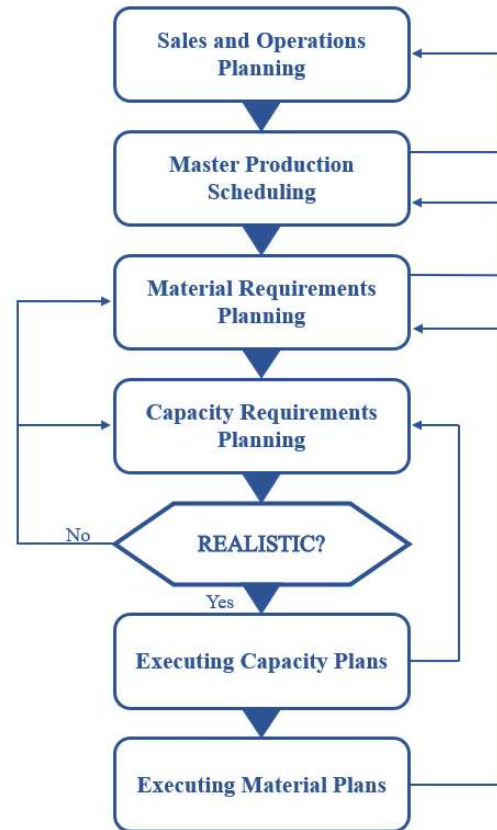 Sales and Operations
Planning
Master Production
Scheduling
Material Requirements
Planning
Capacity Requirements
Planning
No
REALISTIC?
Yes
Executing Capacity Plans
Executing Material Plans